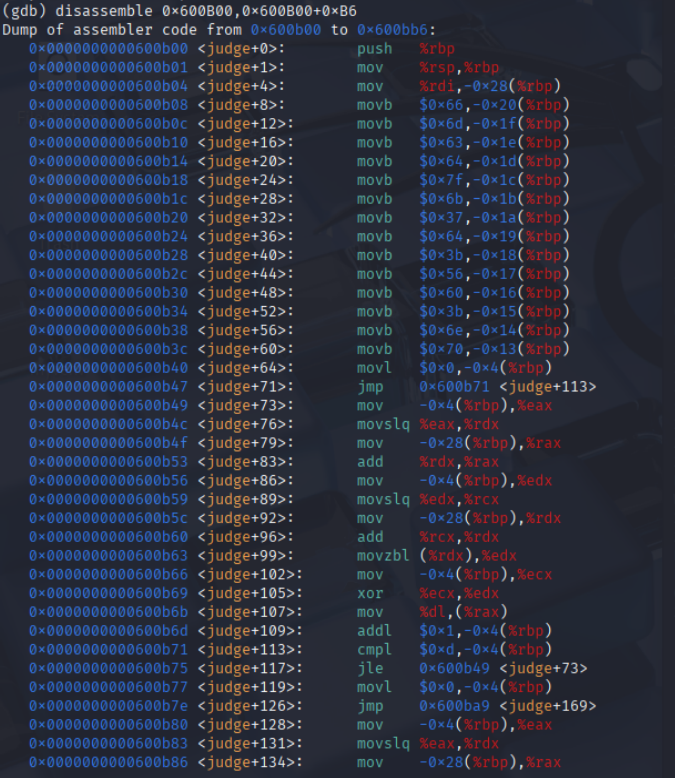 (gdb) disassemble 0×600B00,0×600B00+0×B6
Dump of assembler code from 0×600b00 to 0×600bb6:
0×0000000000600b00 <judge+0>: push %rbp
0×0000000000600b01 <judge+1>: mov %rsp,%rbp
0×0000000000600b04 <judge+4>: mov %rdi,-0×28(%rbp)
0×0000000000600b08 <judge+8>: movb $0×66,-0×20(%rbp)
0×0000000000600b0c <judge+12>: movb $0×6d,-0×1f(%rbp)
0×0000000000600b10 <judge+16>: movb $0×63,-0×1e(%rbp)
0×0000000000600b14 <judge+20>: movb $0×64,-0×1d(%rbp)
0×0000000000600b18 <judge+24>: movb $0×7f,-0×1c(%rbp)
0×0000000000600b1c <judge+28>: movb $0×6b,-0×1b(%rbp)
0×0000000000600b20 <judge+32>: movb $0×37,-0×1a(%rbp)
0×0000000000600b24 <judge+36>: movb $0×64,-0×19(%rbp)
0×0000000000600b28 <judge+40>: movb $0×3b,-0×18(%rbp)
0×0000000000600b2c <judge+44>: movb $0×56,-0×17(%rbp)
0×0000000000600b30 <judge+48>: movb $0×60,-0×16(%rbp)
0×0000000000600b34 <judge+52>: movb $0×3b,-0×15(%rbp)
0×0000000000600b38 <judge+56>: movb $0×6e,-0×14(%rbp)
0×0000000000600b3c <judge+60>: movb $0×70,-0×13(%rbp)
0×0000000000600b40 <judge+64>: movl $0×0,-0×4(%rbp)
0×0000000000600b47 <judge+71>: jmp 0×600b71 <judge+113>
0×0000000000600b49 <judge+73>: mov -0×4(%rbp),%eax
0×0000000000600b4c <judge+76>: movslq %eax,%rdx
0×0000000000600b4f <judge+79>: mov -0×28(%rbp),%rax
0×0000000000600b53 <judge+83>: add %rdx,%rax
0×0000000000600b56 <judge+86>: mov -0×4(%rbp),%edx
0×0000000000600b59 <judge+89>: movslq %edx,%rcx
0×0000000000600b5c <judge+92>: mov -0×28(%rbp),%rdx
0×0000000000600b60 <judge+96>: add %rcx,%rdx
0×0000000000600b63 <judge+99>: movzbl (%rdx),%edx
0×0000000000600b66 <judge+102>: mov -0×4(%rbp),%ecx
0×0000000000600b69 <judge+105>: xor %ecx,%edx
0×0000000000600b6b <judge+107>: mov %dl,(%rax)
0×0000000000600b6d <judge+109>: addl $0×1,-0×4(%rbp)
0×0000000000600b71 <judge+113>: cmpl $0×d,-0×4(%rbp)
0×0000000000600b75 <judge+117>: jle 0×600b49 <judge+73>
0×0000000000600b77 <judge+119>: movl $0×0,-0×4(%rbp)
0×0000000000600b7e <judge+126>: jmp 0×600ba9 <judge+169>
0×0000000000600b80 <judge+128>: mov -0×4(%rbp),%eax
0×0000000000600b83 <judge+131>: movslq %eax,%rdx
0×0000000000600b86 <judge+134>: mov -0×28(%rbp),%rax